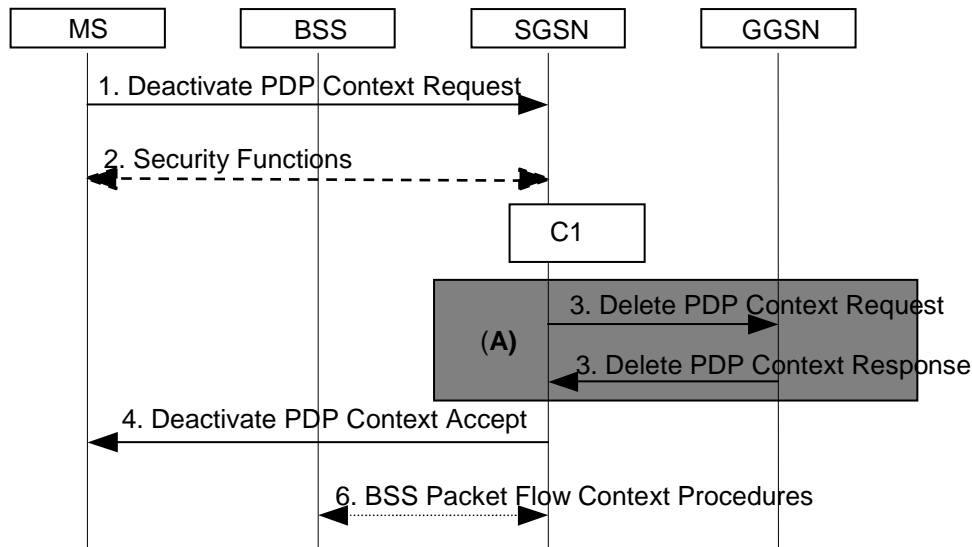 MS
BSS
SGSN
GGSN
1. Deactivate PDP Context Request
2. Security Functions
C1
3. Delete PDP Context Request
(A)
3. Delete PDP Context Response
4. Deactivate PDP Context Accept
6. BSS Packet Flow Context Procedures